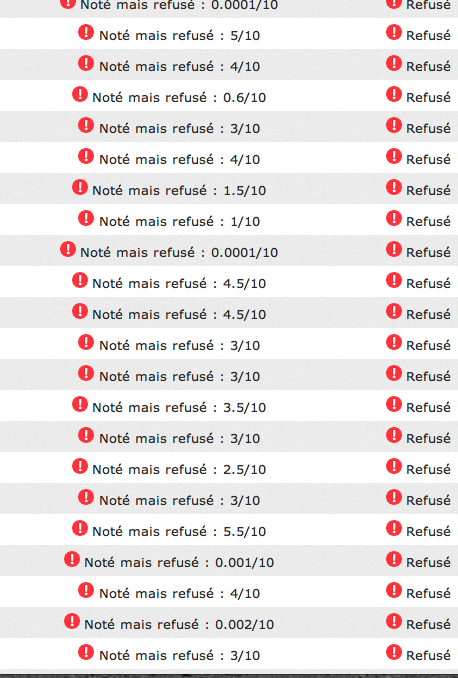 Noté mais refusé : 0.0001/10 Refusé
Noté mais refusé : 5/10 Refusé
Noté mais refusé : 4/10 Refusé
Noté mais refusé : 0.6/10 Refusé
Noté mais refusé : 3/10 Refusé
Noté mais refusé : 4/10 Refusé
Noté mais refusé : 1.5/10 Refusé
Noté mais refusé : 1/10 Refusé
Noté mais refusé : 0.0001/10 Refusé
Noté mais refusé : 4.5/10 Refusé
Noté mais refusé : 4.5/10 Refusé
Noté mais refusé : 3/10 Refusé
Noté mais refusé : 3/10 Refusé
Noté mais refusé : 3.5/10 Refusé
Noté mais refusé : 3/10 Refusé
Noté mais refusé : 2.5/10 Refusé
Noté mais refusé : 3/10 Refusé
Noté mais refusé : 5.5/10 Refusé
Noté mais refusé : 0.001/10 Refusé
Noté mais refusé : 4/10 Refusé
Noté mais refusé : 0.002/10 Refusé
Noté mais refusé : 3/10 Refusé